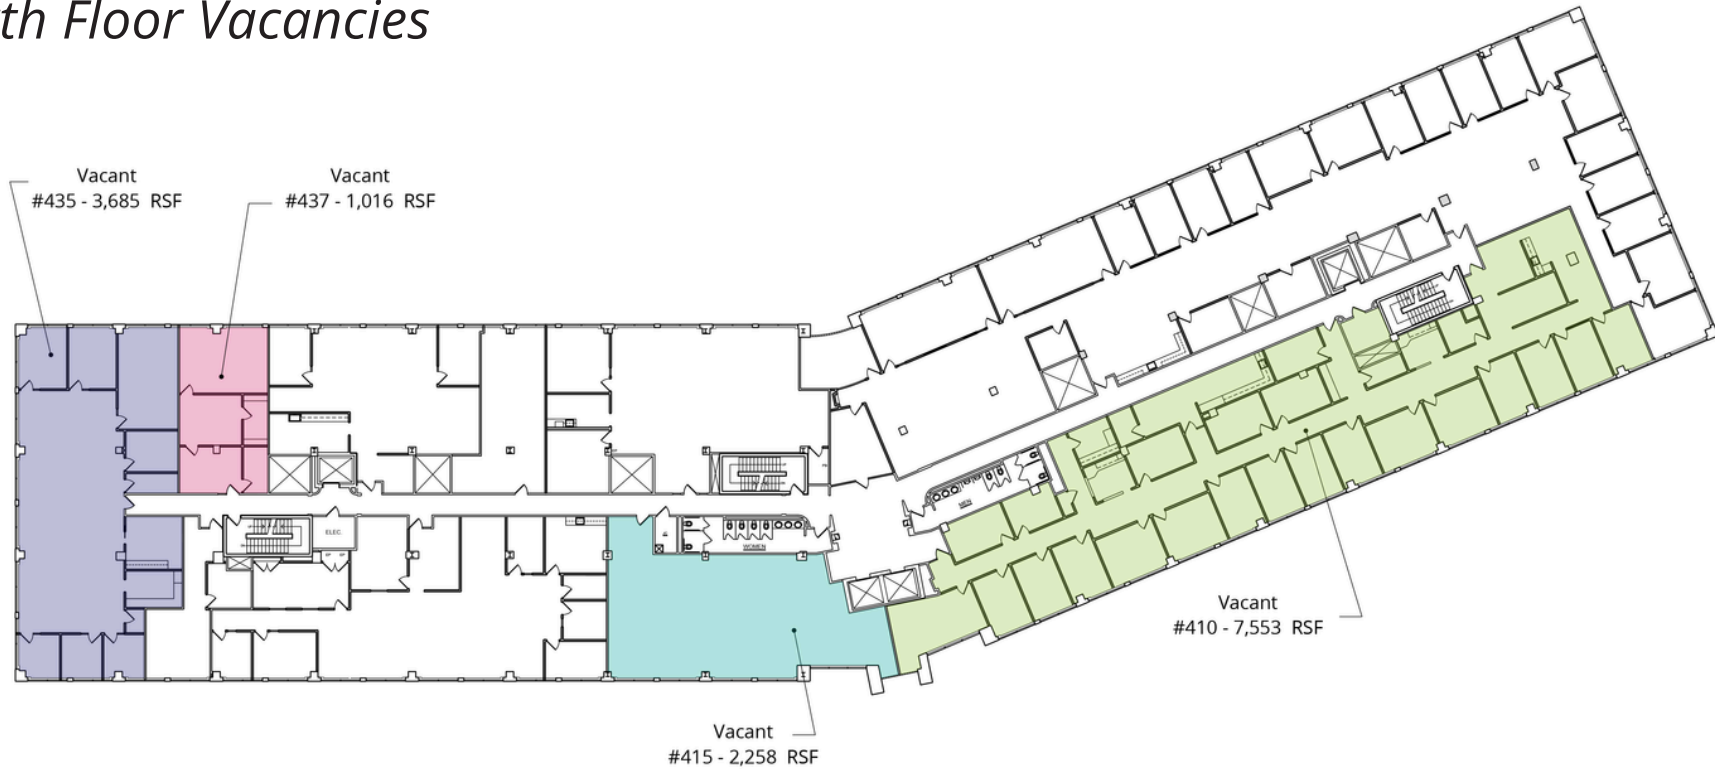 th Floor Vacancies
Vacant
#435 - 3,685 RSF
Vacant
#437 - 1,016 RSF
MEN
ELEC.
WOMEN
Vacant
#410 - 7,553 RSF
Vacant
#415 - 2,258 RSF